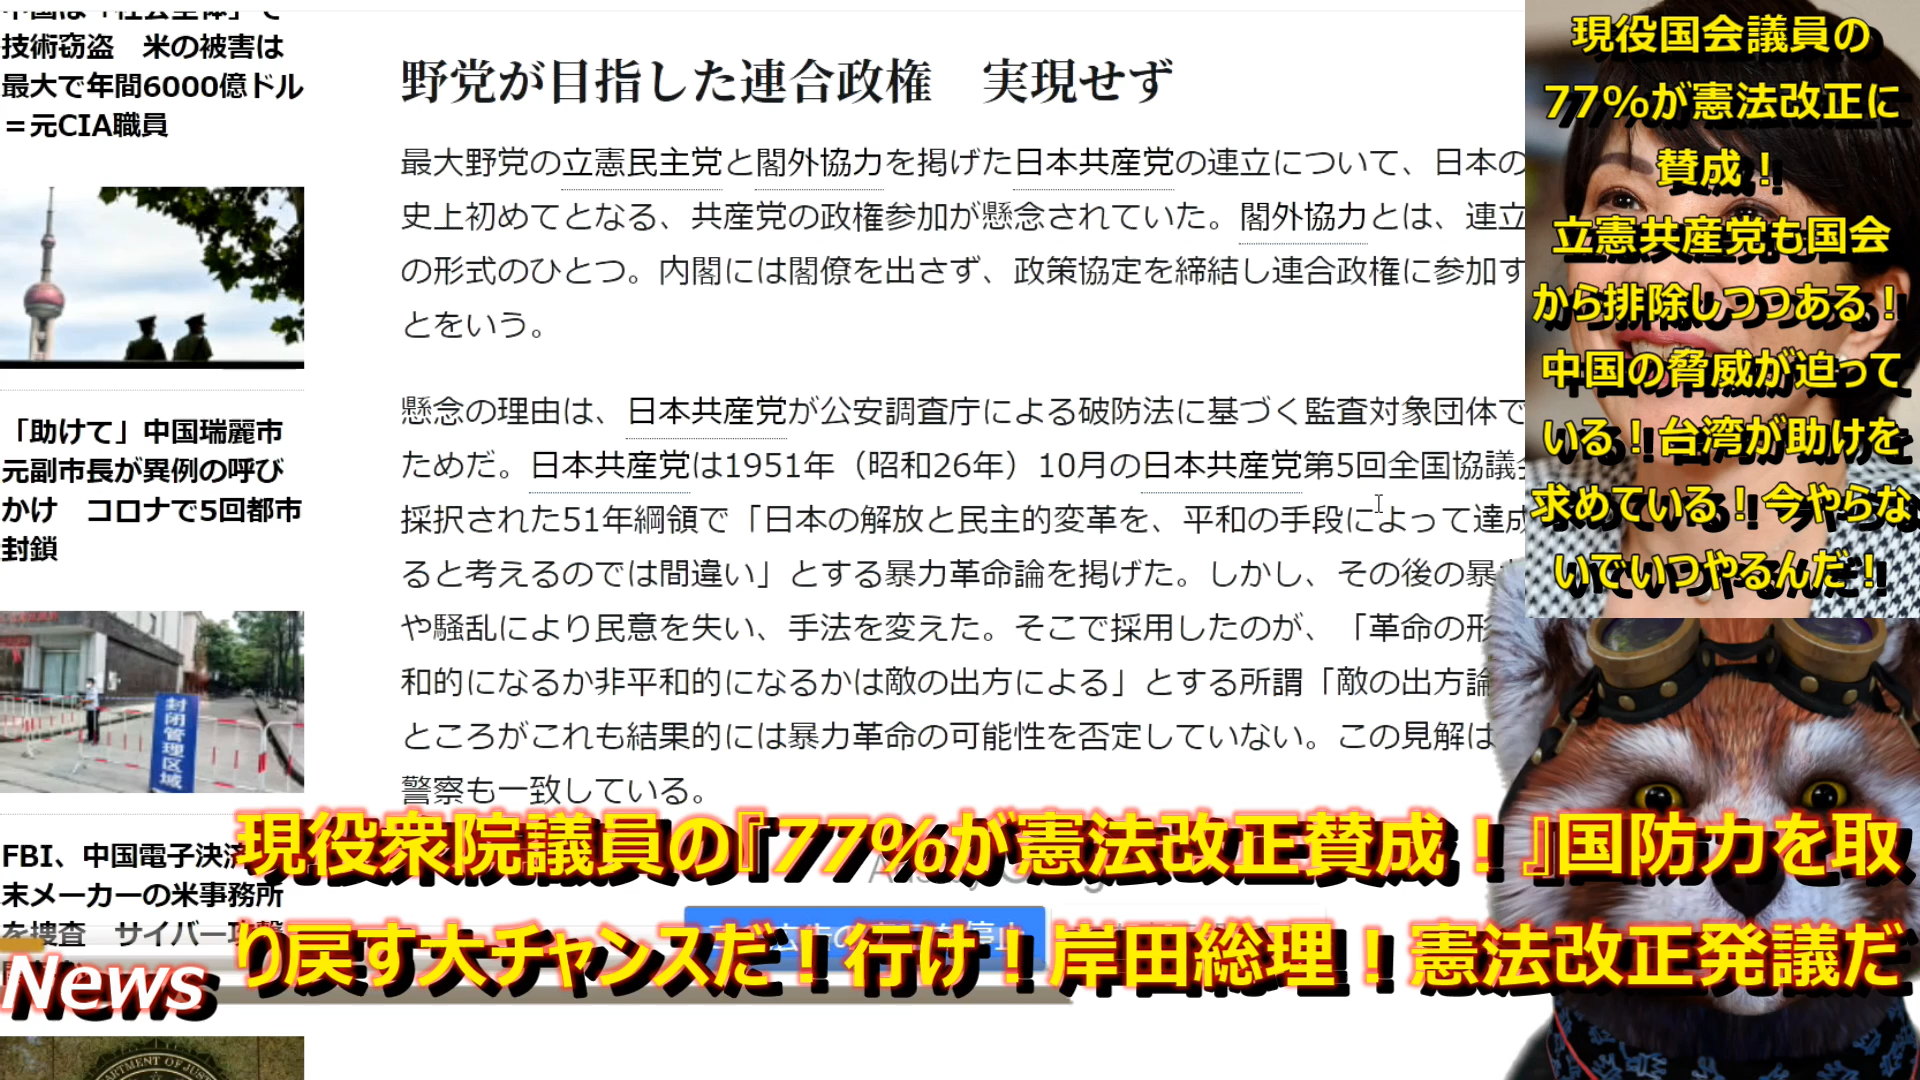 技術窃盗　米の被害は
最大で年間6000億ドル
＝元CIA職員
「助けて」中国瑞麗市
元副市長が異例の呼び
かけ　コロナで5回都市
封鎖
封闭管理区域
FBI、中国電子決済
末メーカーの米事務所
を捜査　サイバー攻撃
News
野党が目指した連合政権　実現せず
最大野党の立憲民主党と閣外協力を掲げた日本共産党の連立について、日本の
史上初めてとなる、共産党の政権参加が懸念されていた。閣外協力とは、連立
の形式のひとつ。内閣には閣僚を出さず、政策協定を締結し連合政権に参加す
とをいう。
懸念の理由は、日本共産党が公安調査庁による破防法に基づく監査対象団体で
ためだ。日本共産党は1951年（昭和26年）10月の日本共産党第5回全国協議会
採択された51年綱領で「日本の解放と民主的変革を、平和の手段によって達成
ると考えるのでは間違い」とする暴力革命論を掲げた。しかし、その後の暴
や騒乱により民意を失い、手法を変えた。そこで採用したのが、「革命の形
和的になるか非平和的になるかは敵の出方による」とする所謂「敵の出方論
ところがこれも結果的には暴力革命の可能性を否定していない。この見解は
警察も一致している。
現役国会議員の
77%が憲法改正に
賛成！
立憲共産党も国会
から排除しつつある！
中国の脅威が迫って
いる！台湾が助けを
求めている！今やらな
いでいつやるんだ！
現役衆院議員の『77%が憲法改正賛成！』国防力を取
り戻す大チャンスだ！行け！岸田総理！憲法改正発議だ